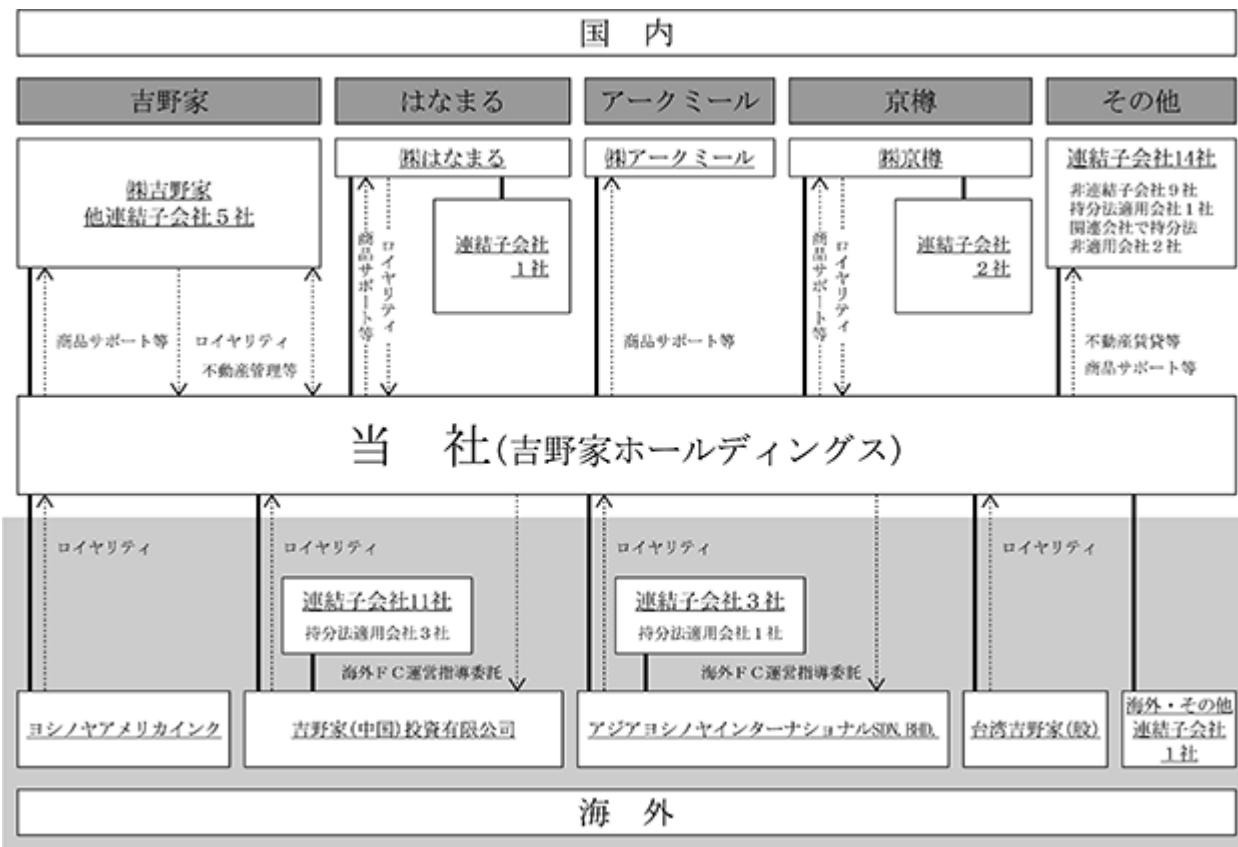 国 内
吉野家
はなまる
アークミール
京樽
その他
㈱吉野家
他連結子会社5社
㈱はなまる
連結子会社
1社
㈱アークミール
㈱京樽
連結子会社
2社
連結子会社14社
非連結子会社9社
持分法適用会社1社
関連会社で持分法
非適用会社2社
商品サポート等
ロイヤリティ
不動産管理等
商品サポート等
ロイヤリティ
商品サポート等
商品サポート等
ロイヤリティ
不動産賃貸等
商品サポート等
当 社(吉野家ホールディングス)
ロイヤリティ
ロイヤリティ
ロイヤリティ
ロイヤリティ
連結子会社11社
持分法適用会社3社
連結子会社3社
持分法適用会社1社
海外FC運営指導委託
海外FC運営指導委託
ヨシノヤアメリカインク
吉野家(中国)投資有限公司
アジアヨシノヤインターナショナルSDN.BHD.
台湾吉野家(股)
海外・その他
連結子会社
1社
海 外